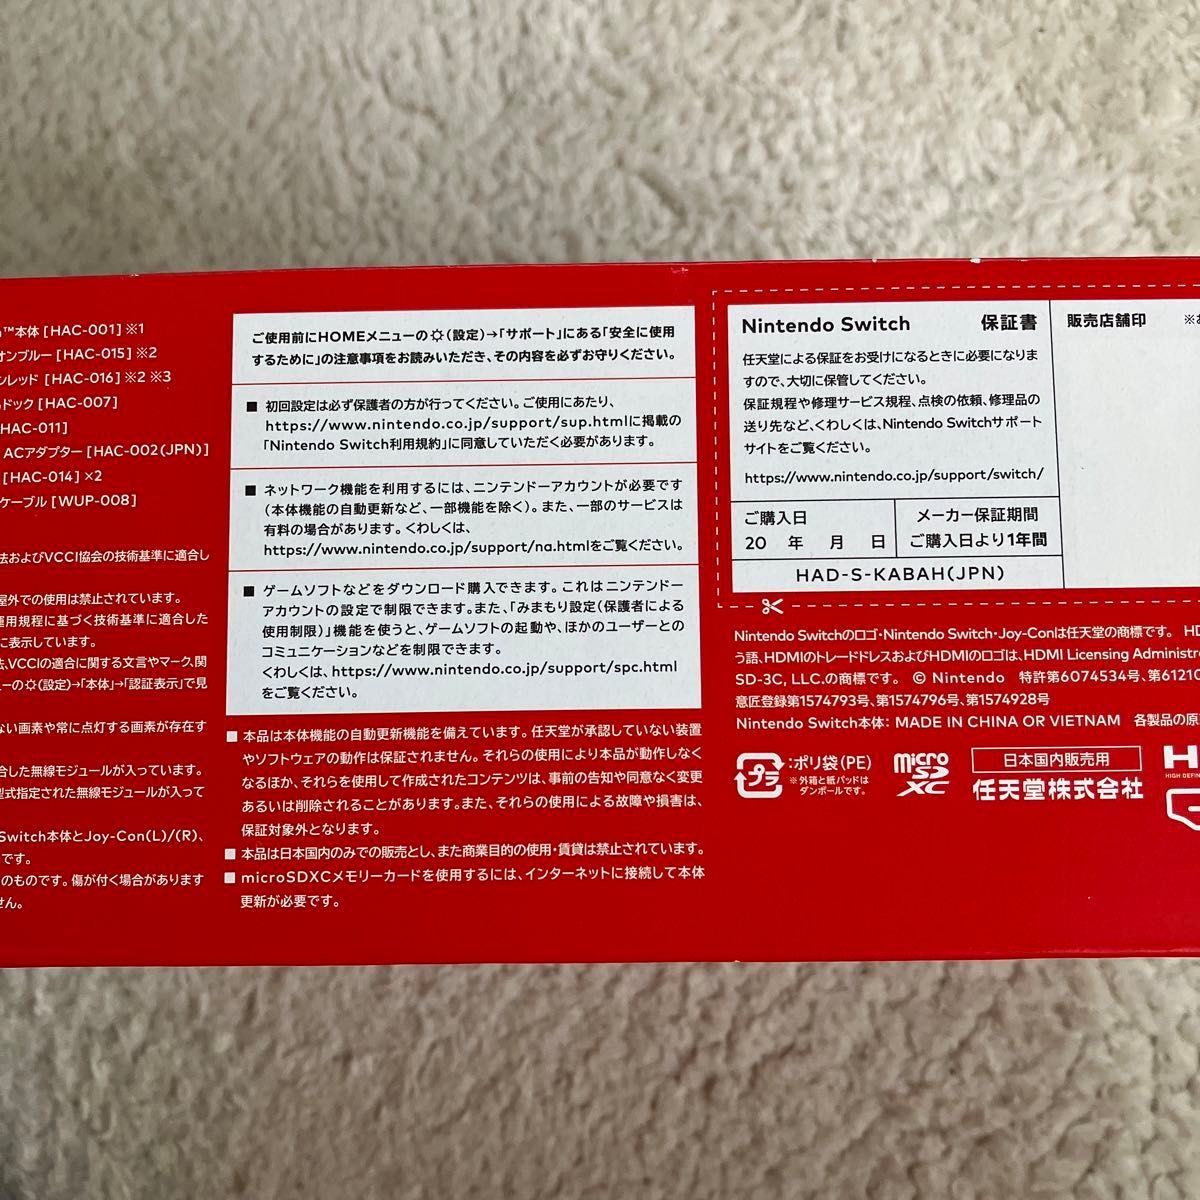 ™本体 [HAC-001] ※1
オンブルー [HAC-015] ※2
ンレッド [HAC-016] ※2 ※3
ドック [HAC-007]
[HAC-011]
ACアダプター [HAC-002(JPN)]
[HAC-014] ×2
ケーブル [WUP-008]
法およびVCCI協会の技術基準に適合し
屋外での使用は禁止されています。
運用規程に基づく技術基準に適合した
に表示しています。
法、VCCIの適合に関する文言やマーク、関
ーの(設定)→「本体」→「認証表示」で見
ない画素や常に点灯する画素が存在す
合した無線モジュールが入っています。
型式指定された無線モジュールが入って
Switch本体とJoy-Con(L)/(R)、
です。
のものです。傷が付く場合があります
せん。
ご使用前にHOMEメニューの(設定)→「サポート」にある「安全に使用
するために」の注意事項をお読みいただき、その内容を必ずお守りください。
■ 初回設定は必ず保護者の方が行ってください。ご使用にあたり、
https://www.nintendo.co.jp/support/sup.htmlに掲載の
「Nintendo Switch利用規約」に同意していただく必要があります。
■ ネットワーク機能を利用するには、ニンテンドーアカウントが必要です
(本体機能の自動更新など、一部機能を除く)。また、一部のサービスは
有料の場合があります。くわしくは、
https://www.nintendo.co.jp/support/na.htmlをご覧ください。
■ ゲームソフトなどをダウンロード購入できます。これはニンテンドー
アカウントの設定で制限できます。また、「みまもり設定(保護者による
使用制限)」機能を使うと、ゲームソフトの起動や、ほかのユーザーとの
コミュニケーションなどを制限できます。
くわしくは、https://www.nintendo.co.jp/support/spc.html
をご覧ください。
■ 本品は本体機能の自動更新機能を備えています。任天堂が承認していない装置
やソフトウェアの動作は保証されません。それらの使用により本品が動作しなく
なるほか、それらを使用して作成されたコンテンツは、事前の告知や同意なく変更
あるいは削除されることがあります。また、それらの使用による故障や損害は、
保証対象外となります。
■ 本品は日本国内のみでの販売とし、また商業目的の使用・賃貸は禁止されています。
■ microSDXCメモリーカードを使用するには、インターネットに接続して本体
更新が必要です。
Nintendo Switch 保証書
任天堂による保証をお受けになるときに必要になりま
すので、大切に保管してください。
保証規程や修理サービス規程、点検の依頼、修理品の
送り先など、くわしくは、Nintendo Switchサポート
サイトをご覧ください。
https://www.nintendo.co.jp/support/switch/
ご購入日
20 年 月 日
メーカー保証期間
ご購入日より1年間
HAD-S-KABAH(JPN)
販売店舗印 ※お
Nintendo Switchのロゴ・Nintendo Switch・Joy-Conは任天堂の商標です。 HD
う語、HDMIのトレードドレスおよびHDMIのロゴは、HDMI Licensing Administra
SD-3C, LLC.の商標です。 © Nintendo 特許第6074534号、第61210
意匠登録第1574793号、第1574796号、第1574928号
Nintendo Switch本体: MADE IN CHINA OR VIETNAM 各製品の原
プラ :ポリ袋(PE)
※外箱と紙パッドは
ダンボールです。
micro SD XC
日本国内販売用
任天堂株式会社
H
HIGH DEFIN